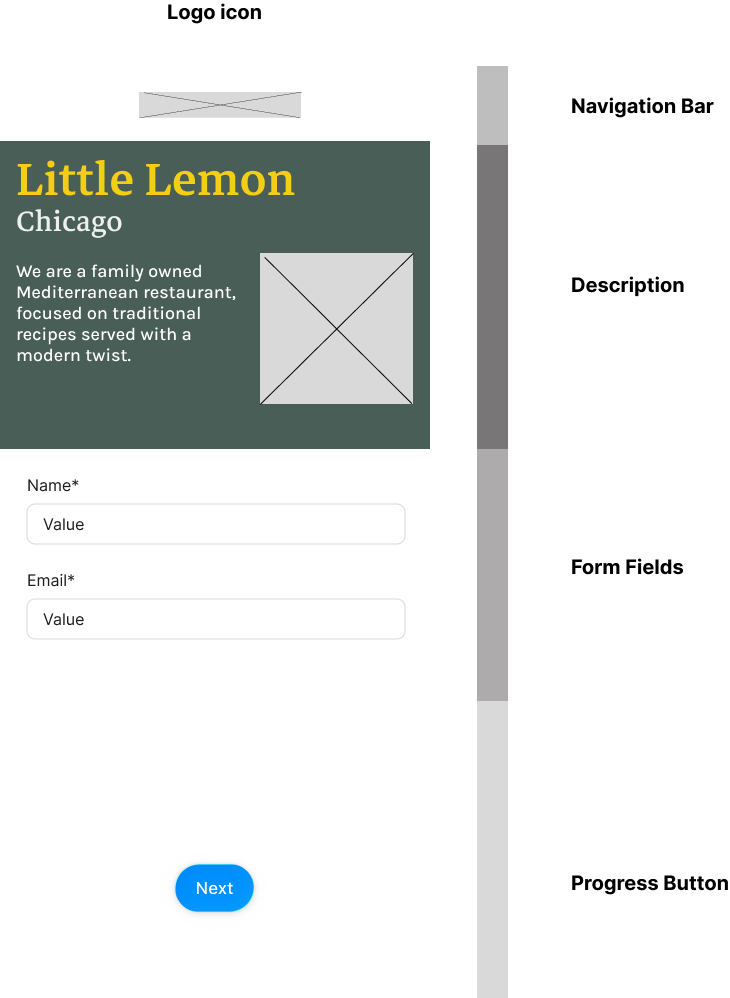 Logo icon
Navigation Bar
Little Lemon
Chicago
We are a family owned
Mediterranean restaurant,
focused on traditional
recipes served with a
modern twist.
Description
Name*
Value
Email*
Value
Form Fields
Next
Progress Button